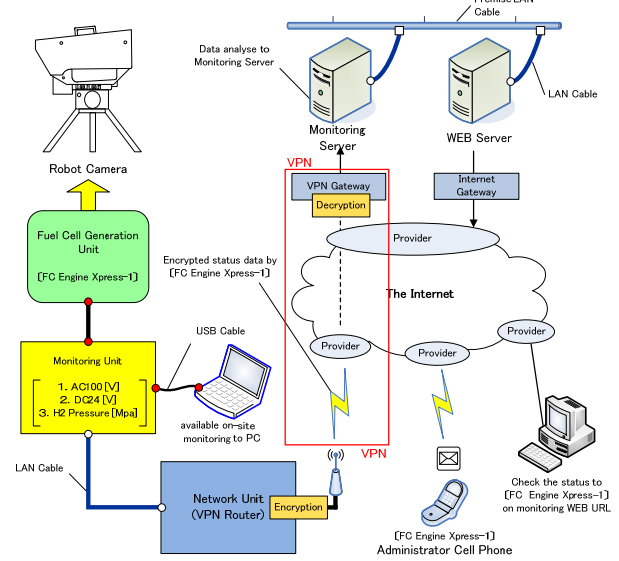 Premise LAN
Cable
Data analyse to
Monitoring Server
LAN Cable
Monitoring
Server
WEB Server
Robot Camera
VPN
VPN Gateway
Decryption
Internet
Gateway
Fuel Cell Generation
Unit
[FC Engine Xpress-1]
Provider
Encrypted status data by
[FC Engine Xpress-1]
The Internet
USB Cable
Provider
Provider
Provider
Monitoring Unit
1. AC100 [V]
2. DC24 [V]
3. H2 Pressure [Mpa]
available on-site
monitoring to PC
VPN
LAN Cable
Network Unit
(VPN Router)
Encryption
Check the status to
[FC Engine Xpress-1]
on monitoring WEB URL
[FC Engine Xpress-1]
Administrator Cell Phone